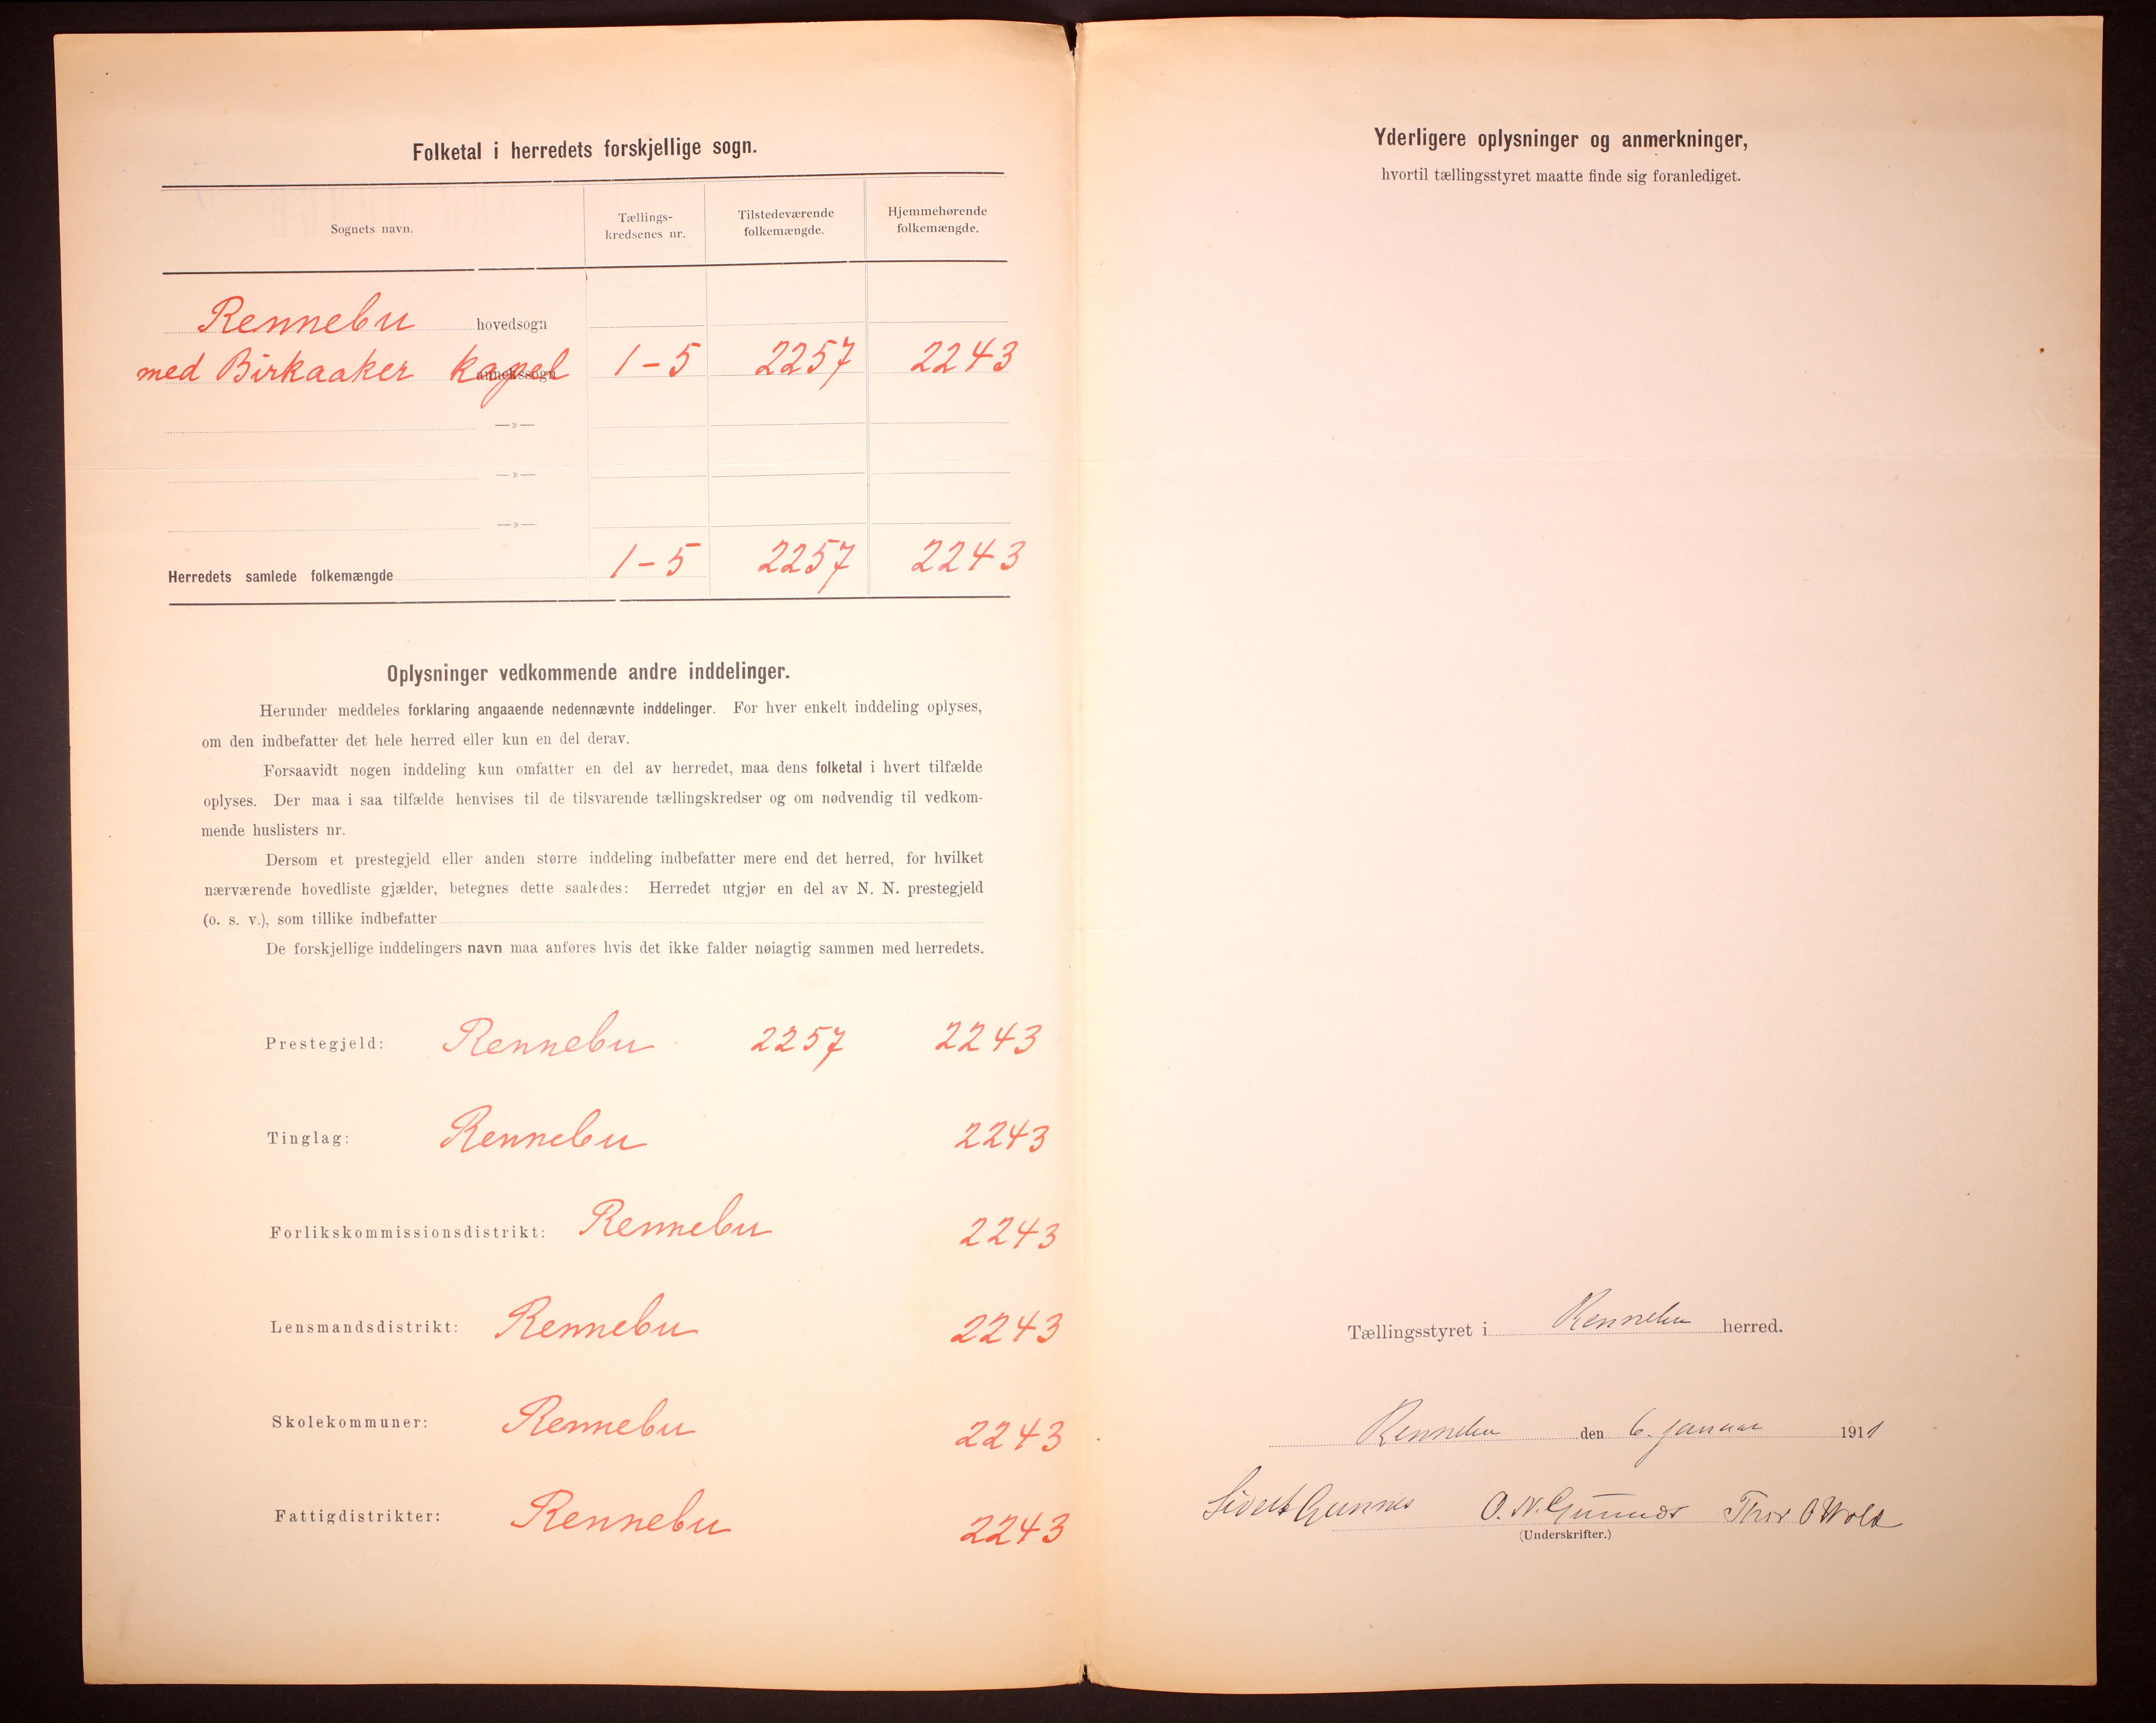 Folketal i herredets forskjellige sogn.
Sognets navn.
Tællings-
kredsenes nr.
Tilstedeværende
folkemængde.
Hjemmehørende
folkemængde.
Rennebu hovedsogn
med Birkaaker kapel annekssogn 1-5 2257 2243
—»—
—»—
—»—
Herredets samlede folkemængde 1-5 2257 2243
Oplysninger vedkommende andre inddelinger.
Herunder meddeles forklaring angaaende nedennævnte inddelinger. For hver enkelt inddeling oplyses,
om den indbefatter det hele herred eller kun en del derav.
Forsaavidt nogen inddeling kun omfatter en del av herredet, maa dens folketal i hvert tilfælde
oplyses. Der maa i saa tilfælde henvises til de tilsvarende tællingskredser og om nødvendig til vedkom-
mende huslisters nr.
Dersom et prestegjeld eller anden større inddeling indbefatter mere end det herred, for hvilket
nærværende hovedliste gjælder, betegnes dette saaledes: Herredet utgjør en del av N. N. prestegjeld
(o. s. v.), som tillike indbefatter
De forskjellige inddelingers navn maa anføres hvis det ikke falder nøiagtig sammen med herredets.
Prestegjeld: Rennebu 2257 2243
Tinglag: Rennebu 2243
Forlikskommissionsdistrikt: Rennebu 2243
Lensmandsdistrikt: Rennebu 2243
Skolekommuner: Rennebu 2243
Fattigdistrikter: Rennebu 2243
Yderligere oplysninger og anmerkninger,
hvortil tællingsstyret maatte finde sig foranlediget.
Tællingsstyret i Rennebu herred.
Rennebu den 6. januar 1911
Sivert Gunnes O. N. Gunnes Thor O Wold
(Underskrifter.)